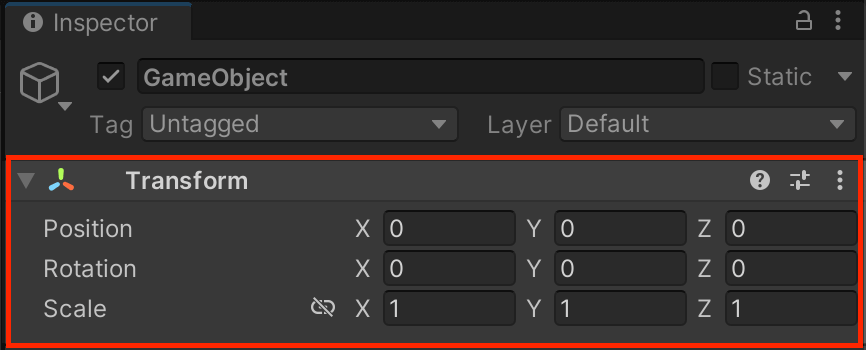 Inspector
GameObject Static
Tag Untagged Layer Default
Transform
Position X 0 Y 0 Z 0
Rotation X 0 Y 0 Z 0
Scale X 1 Y 1 Z 1